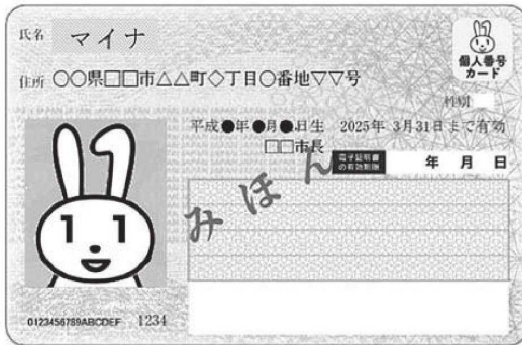 氏名 マイナ
個人番号
カード
住所 ○○県□□市△△町◇丁目○番地▽▽号
性別
平成●年●月●日生 2025年 3月31日まで有効
□□市長
電子証明書
の有効期限
年 月 日
みほん
0123456789ABCDEF 1234